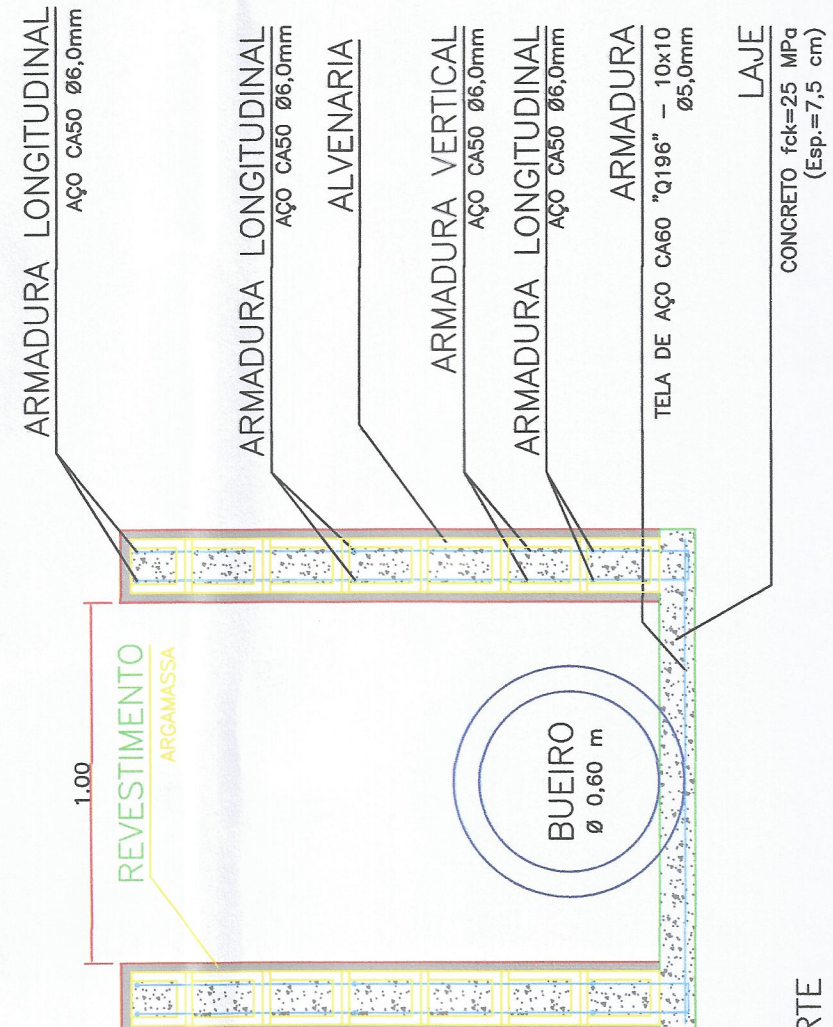 ARMADURA LONGITUDINAL
AÇO CA50 Ø6,0mm
ARMADURA LONGITUDINAL
AÇO CA50 Ø6,0mm
ALVENARIA
ARMADURA VERTICAL
AÇO CA50 Ø6,0mm
ARMADURA LONGITUDINAL
AÇO CA50 Ø6,0mm
ARMADURA
TELA DE AÇO CA60 "Q196" – 10x10
Ø5,0mm
LAJE
CONCRETO fck=25 MPa
(Esp.=7,5 cm)
1.00
REVESTIMENTO
ARGAMASSA
BUEIRO
Ø 0,60 m
RTE